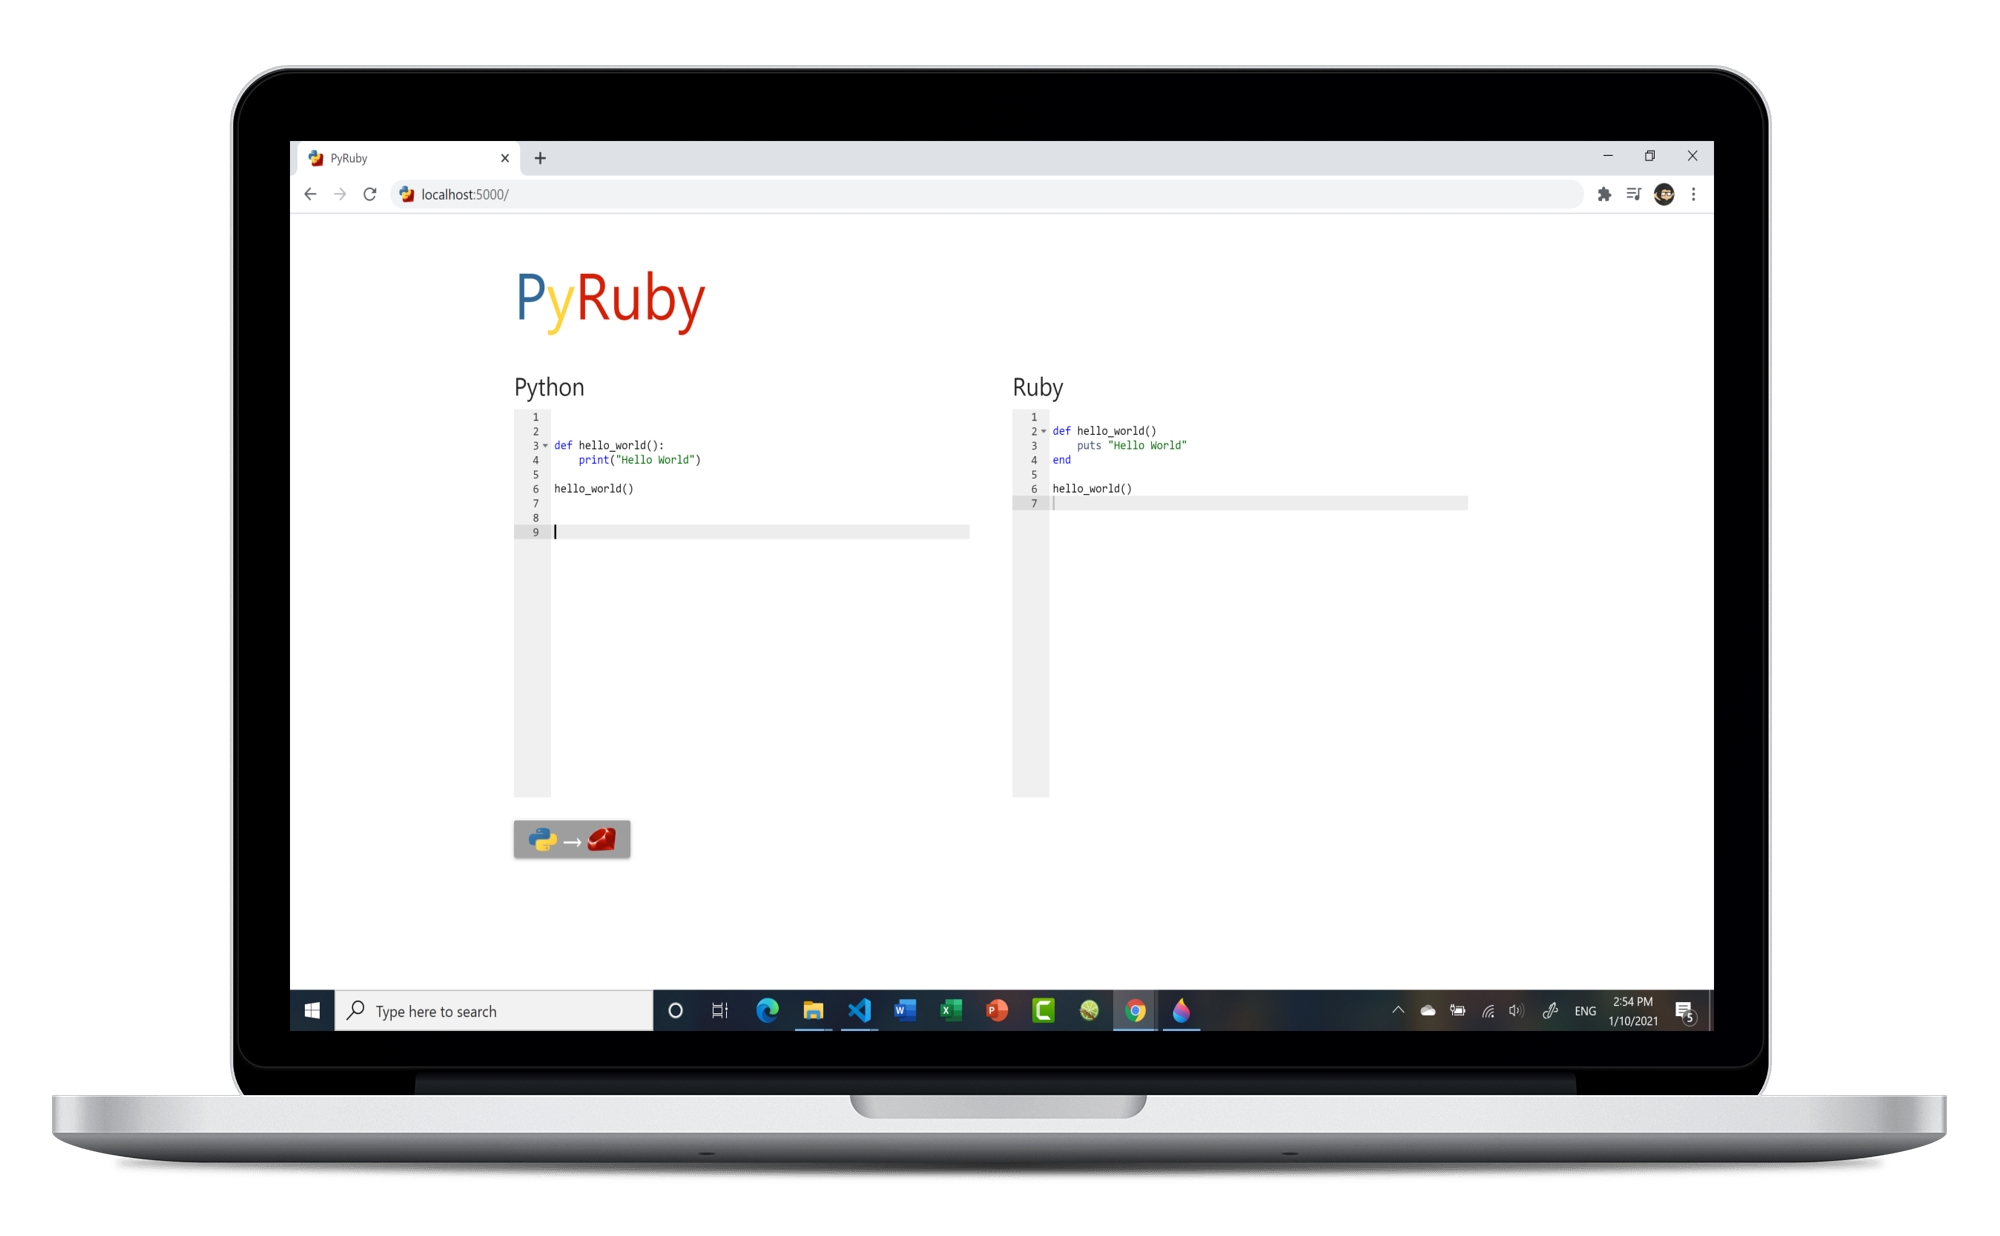 PyRuby
localhost:5000/
PyRuby
Python
1
2
3 def hello_world():
4     print("Hello World")
5
6 hello_world()
7
8
9
Ruby
1
2 def hello_world()
3     puts "Hello World"
4 end
5
6 hello_world()
7
Type here to search
ENG
2:54 PM
1/10/2021
5